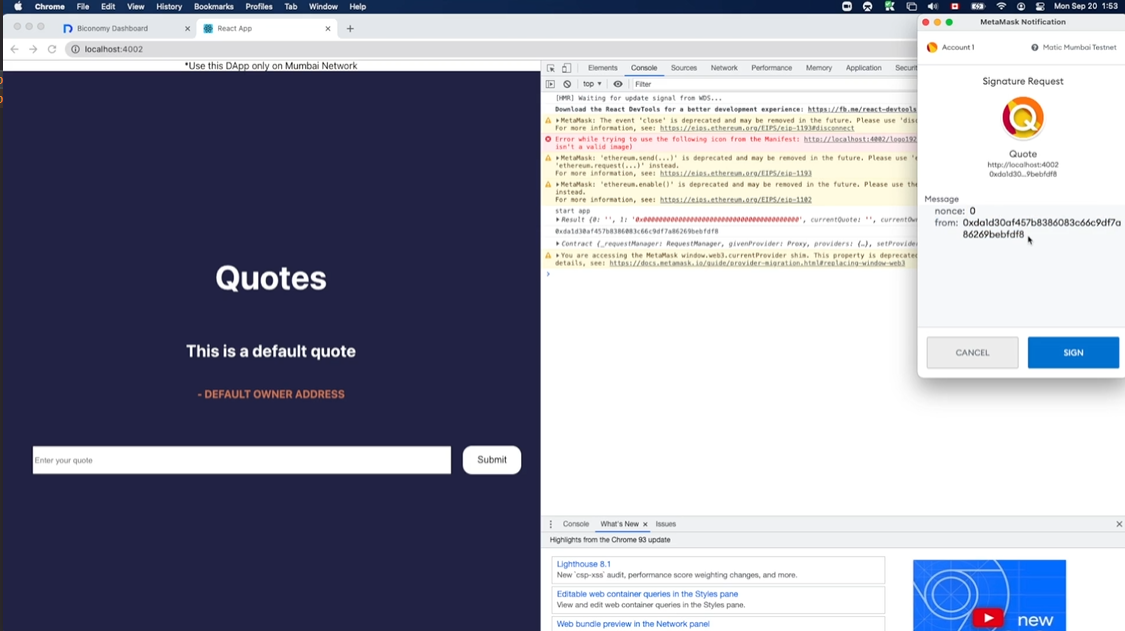 Chrome File Edit View History Bookmarks Profiles Tab Window Help
Mon Sep 20 1:53
Biconomy Dashboard
React App
localhost:4002
*Use this DApp only on Mumbai Network
Quotes
This is a default quote
- DEFAULT OWNER ADDRESS
Enter your quote
Submit
Elements Console Sources Network Performance Memory Application Securit
top
Filter
[HMR] Waiting for update signal from WDS...
Download the React DevTools for a better development experience: https://fb.me/react-devtools
MetaMask: The event 'close' is deprecated and may be removed in the future. Please use 'disc
For more information, see: https://eips.ethereum.org/EIPS/eip-1193#disconnect
Error while trying to use the following icon from the Manifest: http://localhost:4002/logo192
isn't a valid image)
MetaMask: 'ethereum.send(...)' is deprecated and may be removed in the future. Please use
'ethereum.request(...)' instead.
For more information, see: https://eips.ethereum.org/EIPS/eip-1193
MetaMask: 'ethereum.enable()' is deprecated and may be removed in the future. Please use the
instead.
For more information, see: https://eips.ethereum.org/EIPS/eip-1102
start app
Result {0: '', 1: '0x0000000000000000000000000000000000000000', currentQuote: '', currentOwn
0xda1d30af457b8386083c66c9df7a86269bebfdf8
Contract {_requestManager: RequestManager, givenProvider: Proxy, providers: {…}, setProvide
You are accessing the MetaMask window.web3.currentProvider shim. This property is deprecate
details, see: https://docs.metamask.io/guide/provider-migration.html#replacing-window-web3
Console What's New Issues
Highlights from the Chrome 93 update
Lighthouse 8.1
New `csp-xss` audit, performance score weighting changes, and more.
Editable web container queries in the Styles pane
View and edit web container queries in the Styles pane.
Web bundle preview in the Network panel
new
MetaMask Notification
Account 1
Matic Mumbai Testnet
Signature Request
Quote
http://localhost:4002
0xda1d30...9bebfdf8
Message
nonce: 0
from: 0xda1d30af457b8386083c66c9df7a
86269bebfdf8
CANCEL
SIGN